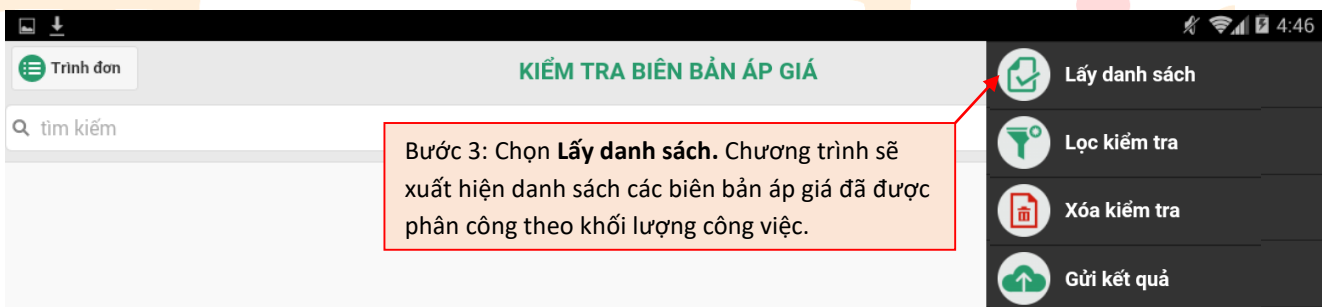 4:46
Trình đơn
KIỂM TRA BIÊN BẢN ÁP GIÁ
Lấy danh sách
tìm kiếm
Bước 3: Chọn Lấy danh sách. Chương trình sẽ
xuất hiện danh sách các biên bản áp giá đã được
phân công theo khối lượng công việc.
Lọc kiểm tra
Xóa kiểm tra
Gửi kết quả